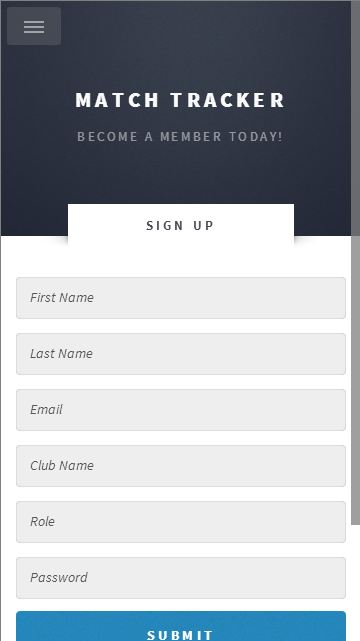 MATCH TRACKER
BECOME A MEMBER TODAY!
SIGN UP
First Name
Last Name
Email
Club Name
Role
Password
SUBMIT